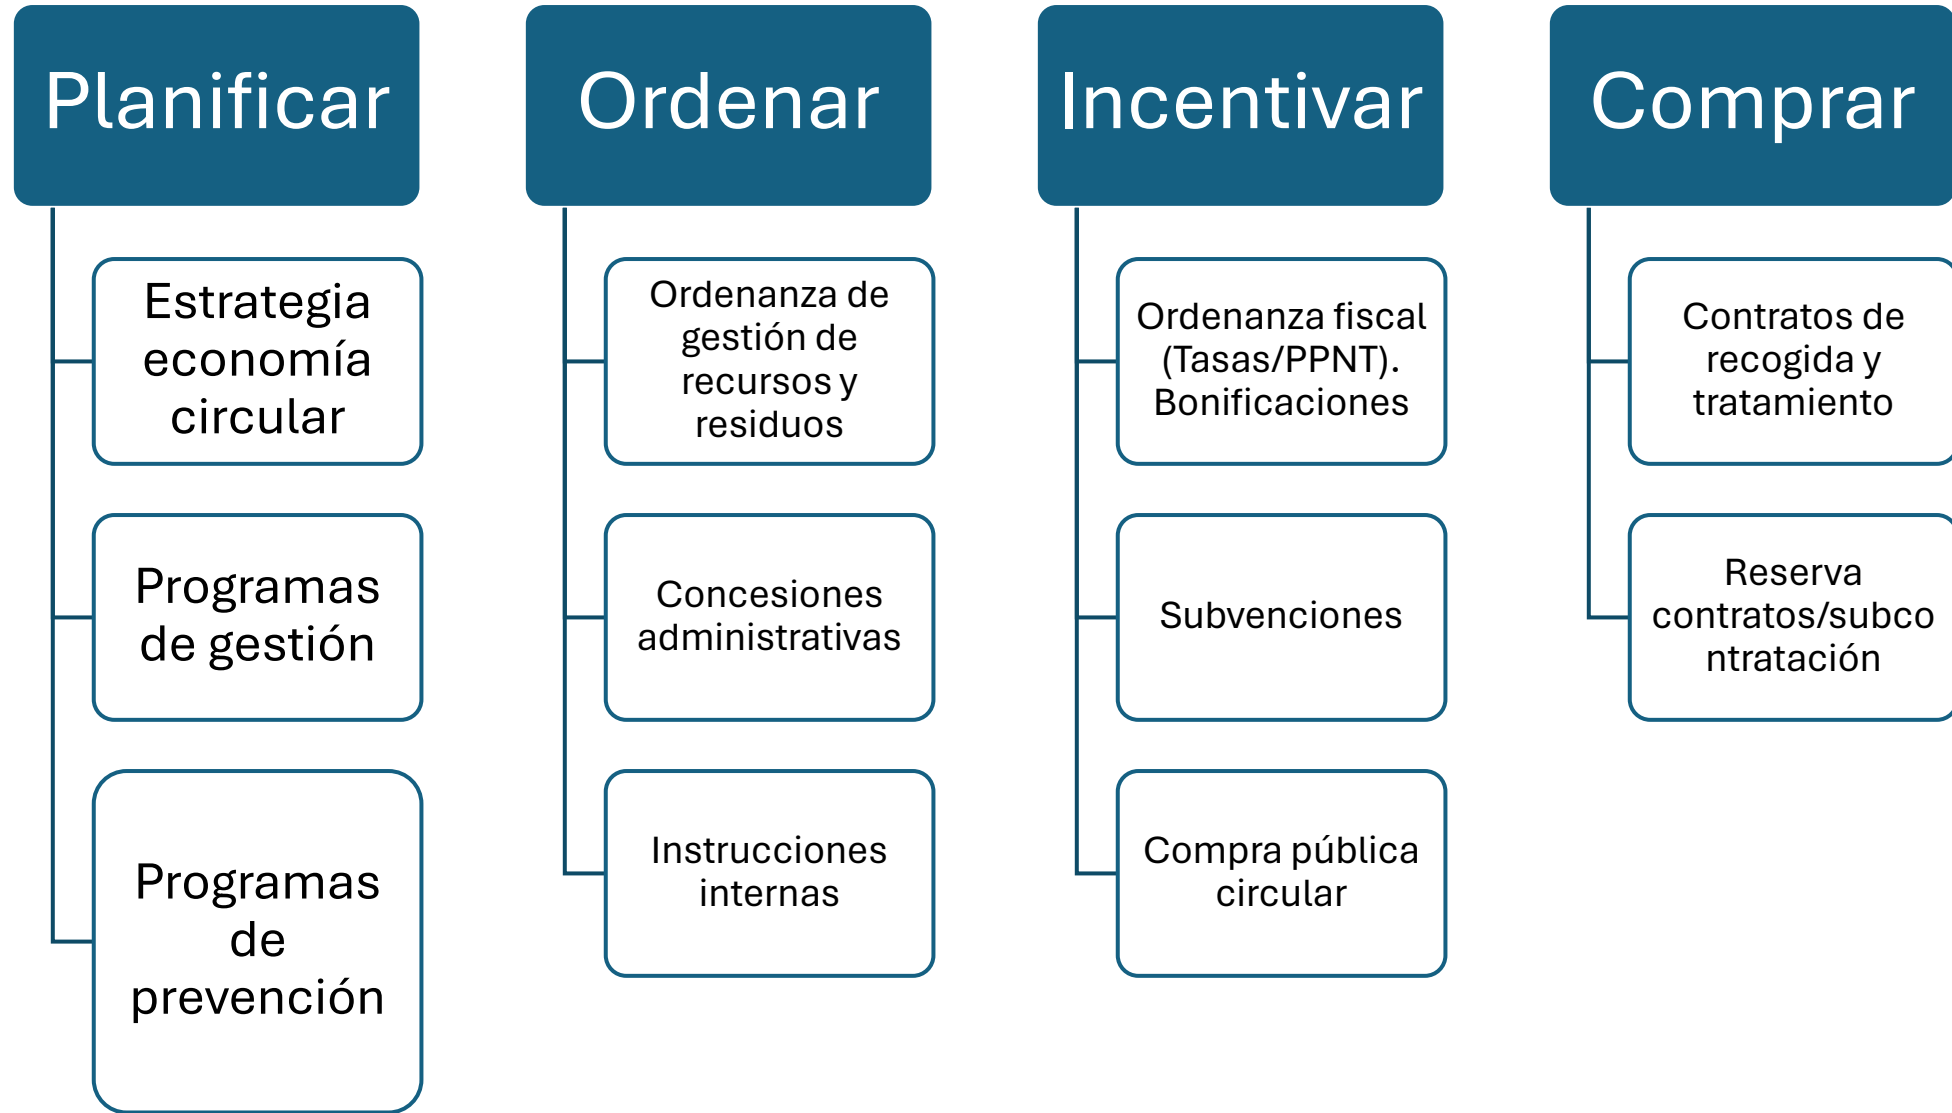 Planificar
Estrategia
economía
circular
Programas
de gestión
Programas
de
prevención
Ordenar
Ordenanza de
gestión de
recursos y
residuos
Concesiones
administrativas
Instrucciones
internas
Incentivar
Ordenanza fiscal
(Tasas/PPNT).
Bonificaciones
Subvenciones
Compra pública
circular
Comprar
Contratos de
recogida y
tratamiento
Reserva
contratos/subco
ntratación